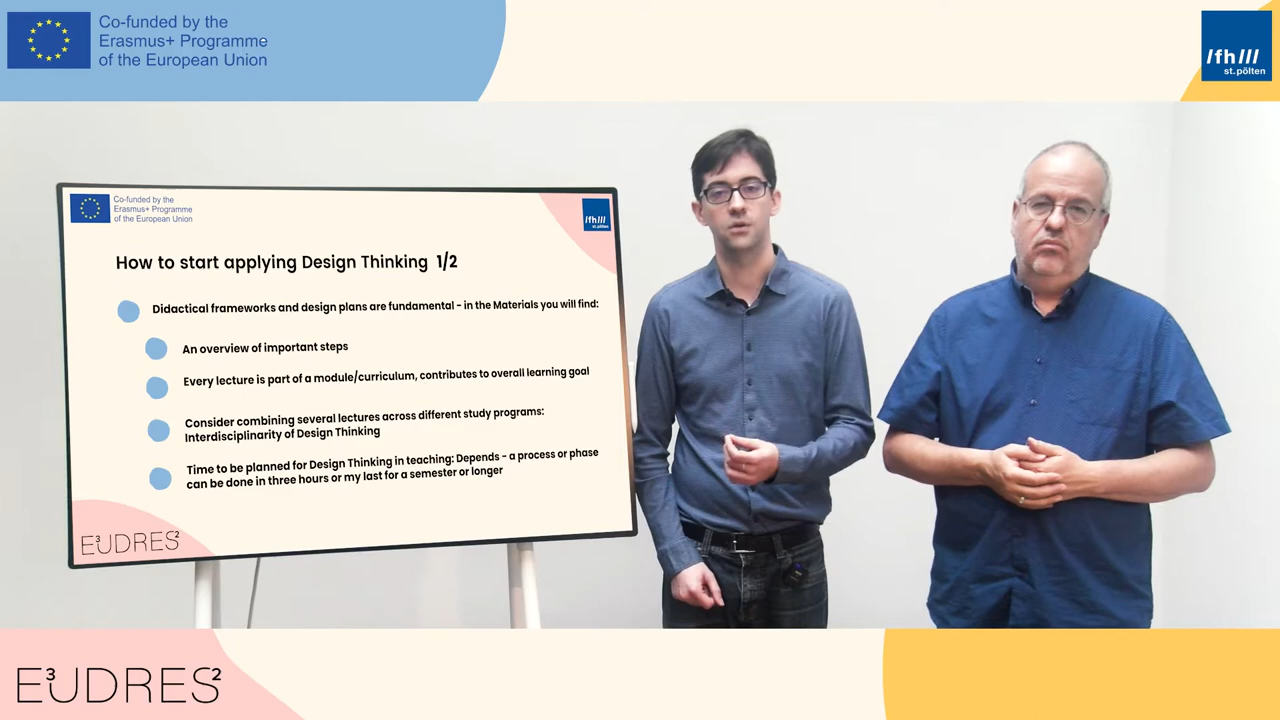 Co-funded by the
Erasmus+ Programme
of the European Union
/fh///
st.pölten
Co-funded by the
Erasmus+ Programme
of the European Union
/fh///
st.pölten
How to start applying Design Thinking 1/2
Didactical frameworks and design plans are fundamental - in the Materials you will find:
An overview of important steps
Every lecture is part of a module/curriculum, contributes to overall learning goal
Consider combining several lectures across different study programs:
Interdisciplinarity of Design Thinking
Time to be planned for Design Thinking in teaching: Depends - a process or phase
can be done in three hours or my last for a semester or longer
E³UDRES²
E³UDRES²